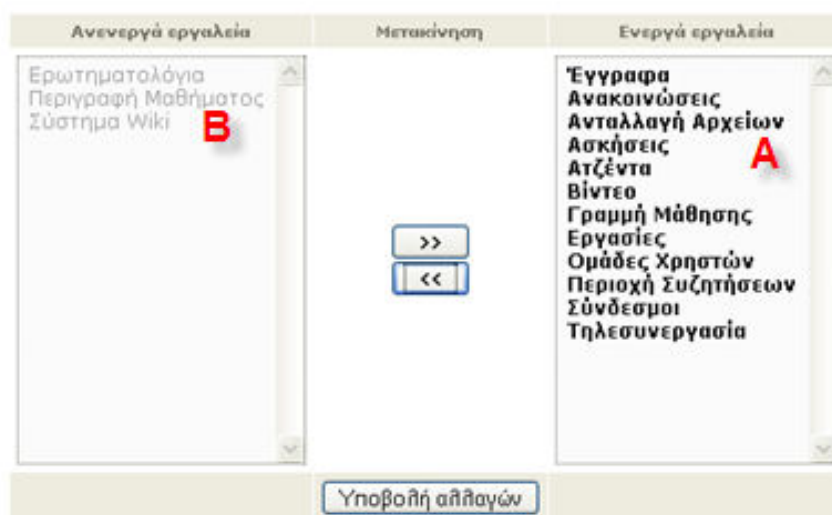 Ανενεργά εργαλεία
Μετακίνηση
Ενεργά εργαλεία
Ερωτηματολόγια
Περιγραφή Μαθήματος
Σύστημα Wiki
B
>>
<<
Έγγραφα
Ανακοινώσεις
Ανταλλαγή Αρχείων
Ασκήσεις
Ατζέντα
Βίντεο
Γραμμή Μάθησης
Εργασίες
Ομάδες Χρηστών
Περιοχή Συζητήσεων
Σύνδεσμοι
Τηλεσυνεργασία
A
Υποβολή αλλαγών